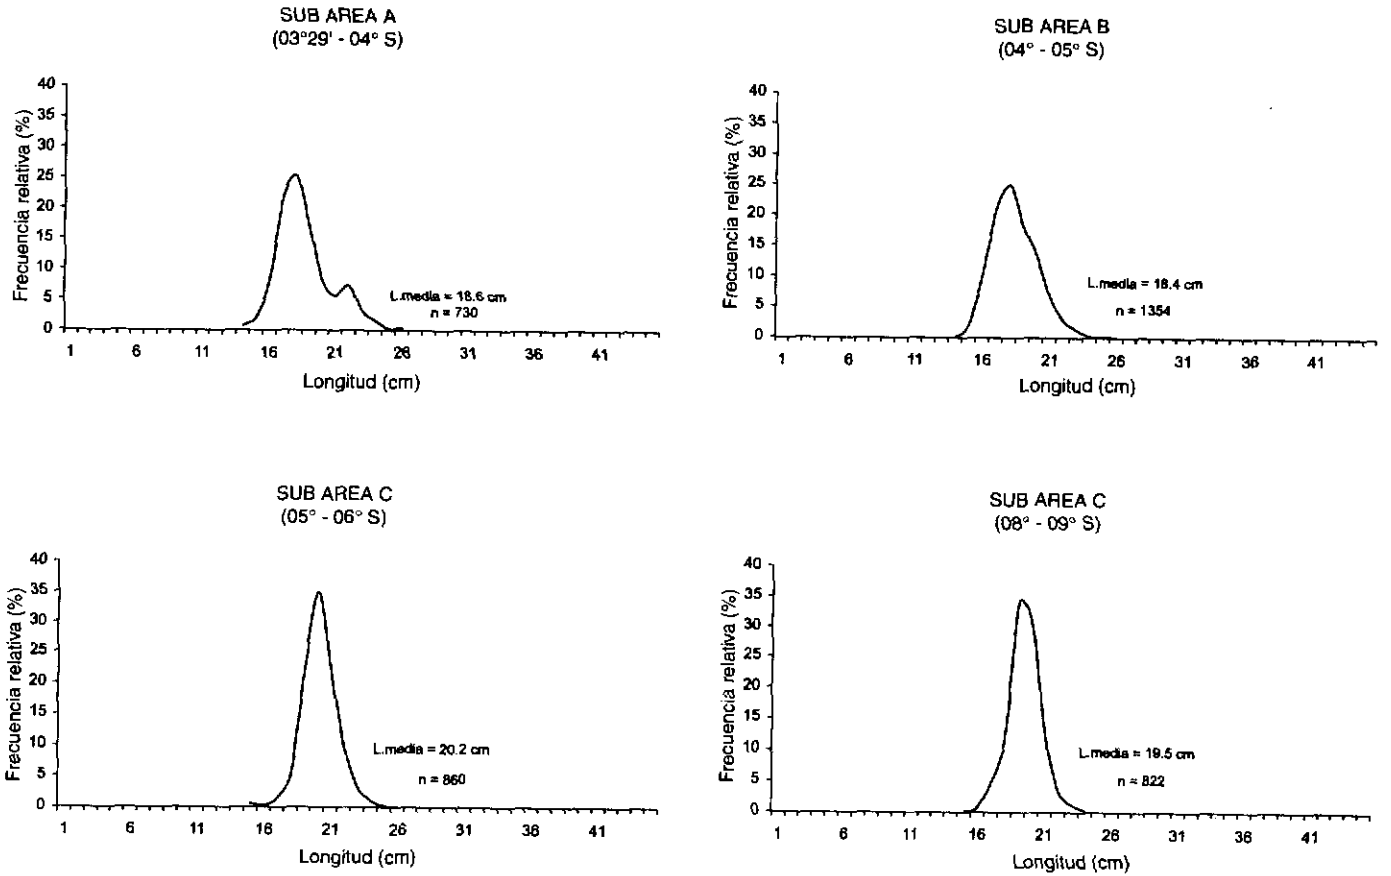 SUB AREA A
(03°29' - 04° S)
Frecuencia relativa (%)
40
35
30
25
20
15
10
5
0
L.media = 18.6 cm
n = 730
1 6 11 16 21 26 31 36 41
Longitud (cm)
SUB AREA B
(04° - 05° S)
Frecuencia relativa (%)
40
35
30
25
20
15
10
5
0
L.media = 18.4 cm
n = 1354
1 6 11 16 21 26 31 36 41
Longitud (cm)
SUB AREA C
(05° - 06° S)
Frecuencia relativa (%)
40
35
30
25
20
15
10
5
0
L.media = 20.2 cm
n = 860
1 6 11 16 21 26 31 36 41
Longitud (cm)
SUB AREA C
(08° - 09° S)
Frecuencia relativa (%)
40
35
30
25
20
15
10
5
0
L.media = 19.5 cm
n = 822
1 6 11 16 21 26 31 36 41
Longitud (cm)